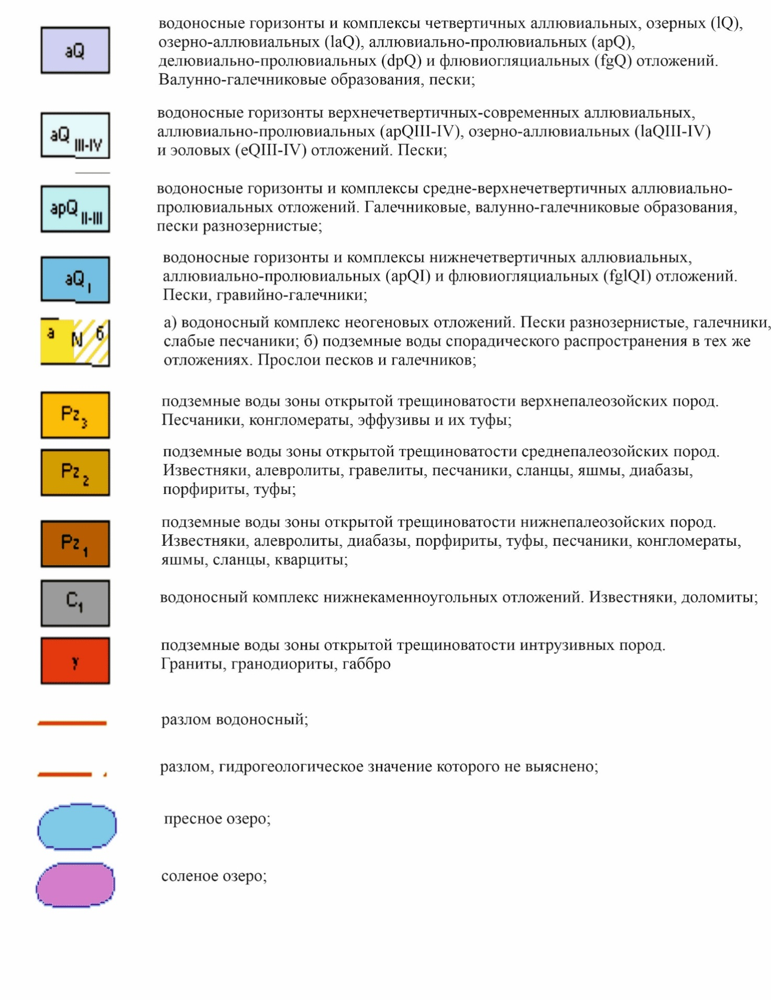 aQ
водоносные горизонты и комплексы четвертичных аллювиальных, озерных (lQ),
озерно-аллювиальных (laQ), аллювиально-пролювиальных (apQ),
делювиально-пролювиальных (dpQ) и флювиогляциальных (fgQ) отложений.
Валунно-галечниковые образования, пески;
aQ III-IV
водоносные горизонты верхнечетвертичных-современных аллювиальных,
аллювиально-пролювиальных (apQIII-IV), озерно-аллювиальных (laQIII-IV)
и эоловых (eQIII-IV) отложений. Пески;
apQ II-III
водоносные горизонты и комплексы средне-верхнечетвертичных аллювиально-
пролювиальных отложений. Галечниковые, валунно-галечниковые образования,
пески разнозернистые;
aQ I
водоносные горизонты и комплексы нижнечетвертичных аллювиальных,
аллювиально-пролювиальных (apQI) и флювиогляциальных (fglQI) отложений.
Пески, гравийно-галечники;
а N б
а) водоносный комплекс неогеновых отложений. Пески разнозернистые, галечники,
слабые песчаники; б) подземные воды спорадического распространения в тех же
отложениях. Прослои песков и галечников;
Pz 3
подземные воды зоны открытой трещиноватости верхнепалеозойских пород.
Песчаники, конгломераты, эффузивы и их туфы;
Pz 2
подземные воды зоны открытой трещиноватости среднепалеозойских пород.
Известняки, алевролиты, гравелиты, песчаники, сланцы, яшмы, диабазы,
порфириты, туфы;
Pz 1
подземные воды зоны открытой трещиноватости нижнепалеозойских пород.
Известняки, алевролиты, диабазы, порфириты, туфы, песчаники, конгломераты,
яшмы, сланцы, кварциты;
C1
водоносный комплекс нижнекаменноугольных отложений. Известняки, доломиты;
γ
подземные воды зоны открытой трещиноватости интрузивных пород.
Граниты, гранодиориты, габбро
разлом водоносный;
разлом, гидрогеологическое значение которого не выяснено;
пресное озеро;
соленое озеро;